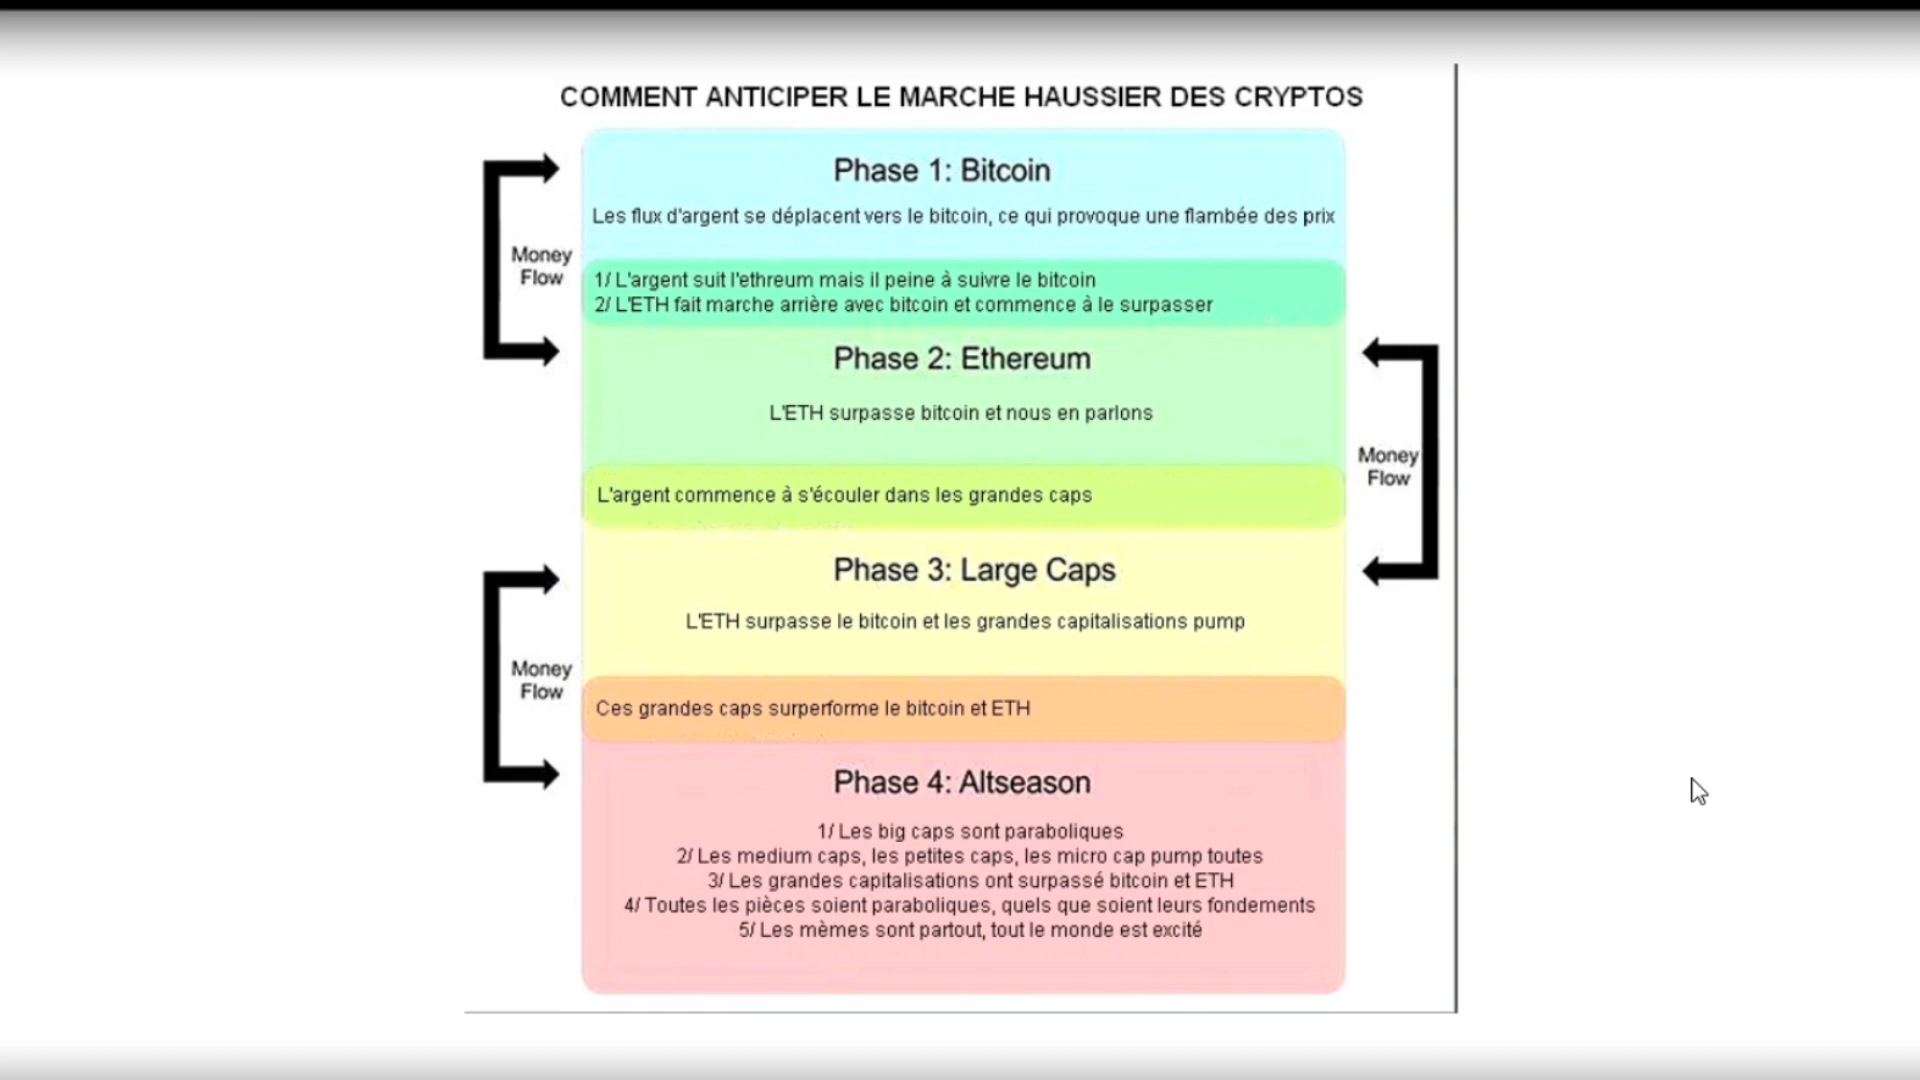 COMMENT ANTICIPER LE MARCHE HAUSSIER DES CRYPTOS
Phase 1: Bitcoin
Les flux d'argent se déplacent vers le bitcoin, ce qui provoque une flambée des prix
Money
Flow
1/ L'argent suit l'ethreum mais il peine à suivre le bitcoin
2/ L'ETH fait marche arrière avec bitcoin et commence à le surpasser
Phase 2: Ethereum
L'ETH surpasse bitcoin et nous en parlons
Money
Flow
L'argent commence à s'écouler dans les grandes caps
Phase 3: Large Caps
L'ETH surpasse le bitcoin et les grandes capitalisations pump
Money
Flow
Ces grandes caps surperforme le bitcoin et ETH
Phase 4: Altseason
1/ Les big caps sont paraboliques
2/ Les medium caps, les petites caps, les micro cap pump toutes
3/ Les grandes capitalisations ont surpassé bitcoin et ETH
4/ Toutes les pièces soient paraboliques, quels que soient leurs fondements
5/ Les mèmes sont partout, tout le monde est excité